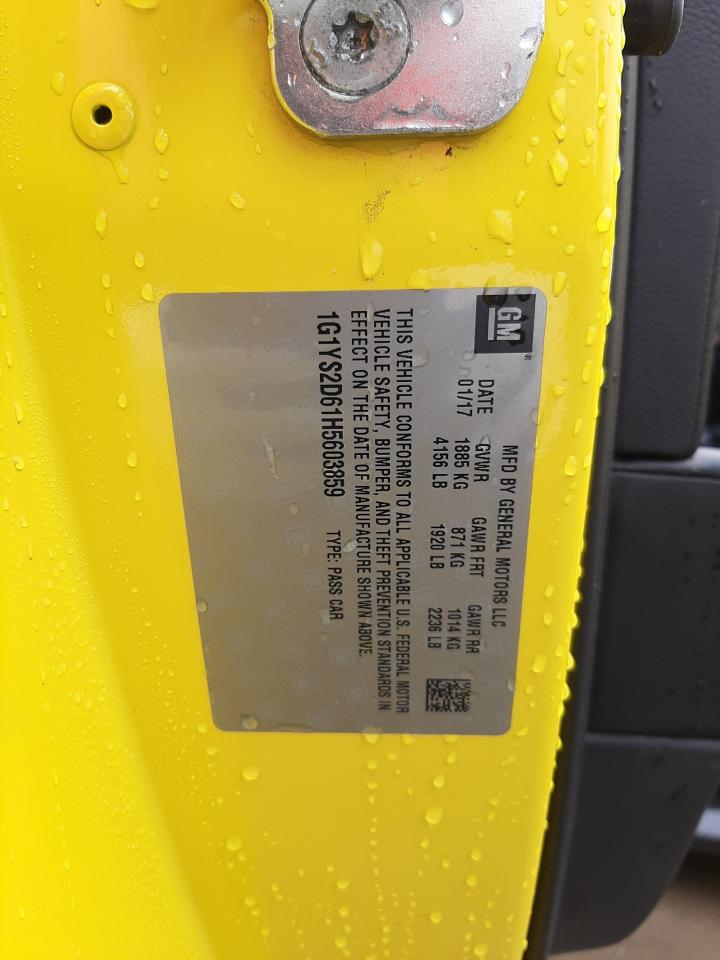 GM
MFD BY GENERAL MOTORS LLC
DATE GVWR GAWR FRT GAWR RR
01/17 1885 KG 871 KG 1014 KG
4156 LB 1920 LB 2236 LB
THIS VEHICLE CONFORMS TO ALL APPLICABLE U.S. FEDERAL MOTOR
VEHICLE SAFETY, BUMPER, AND THEFT PREVENTION STANDARDS IN
EFFECT ON THE DATE OF MANUFACTURE SHOWN ABOVE.
1G1YS2D61H5603859 TYPE: PASS CAR